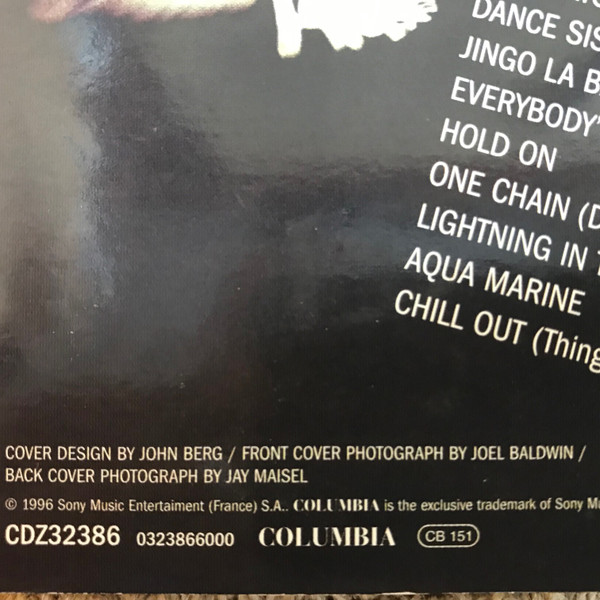 DANCE SIS
JINGO LA B
EVERYBODY'
HOLD ON
ONE CHAIN (D
LIGHTNING IN
AQUA MARINE
CHILL OUT (Thing
COVER DESIGN BY JOHN BERG / FRONT COVER PHOTOGRAPH BY JOEL BALDWIN /
BACK COVER PHOTOGRAPH BY JAY MAISEL
© 1996 Sony Music Entertaiment (France) S.A.. COLUMBIA is the exclusive trademark of Sony Mu
CDZ32386 0323866000 COLUMBIA CB 151